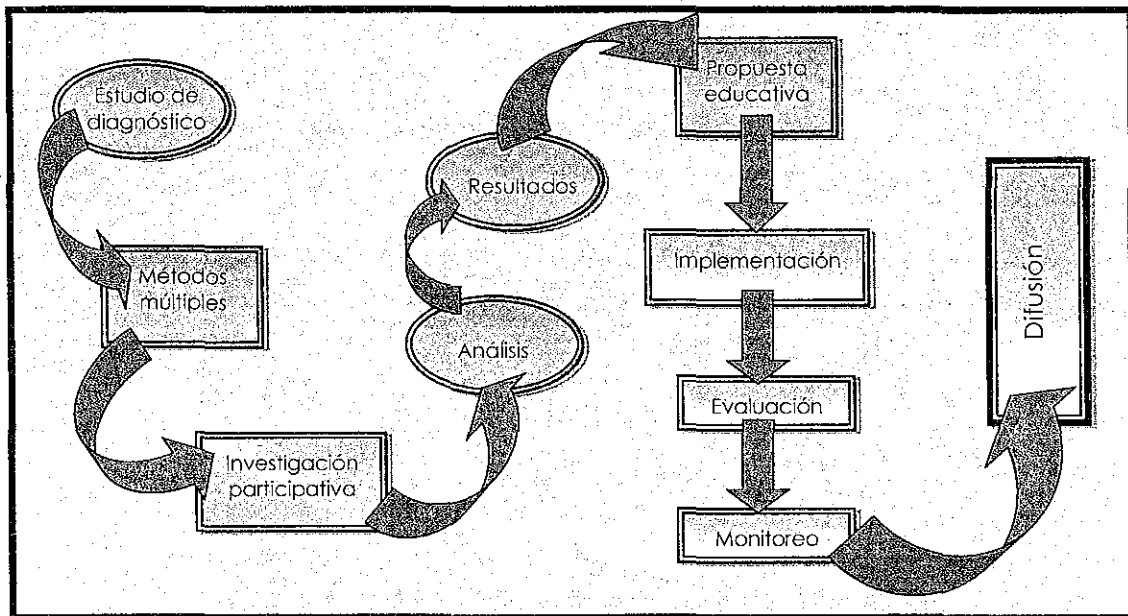 Estudio de
diagnóstico
Métodos
múltiples
Investigación
participativa
Análisis
Resultados
Propuesta
educativa
Implementación
Evaluación
Monitoreo
Difusión